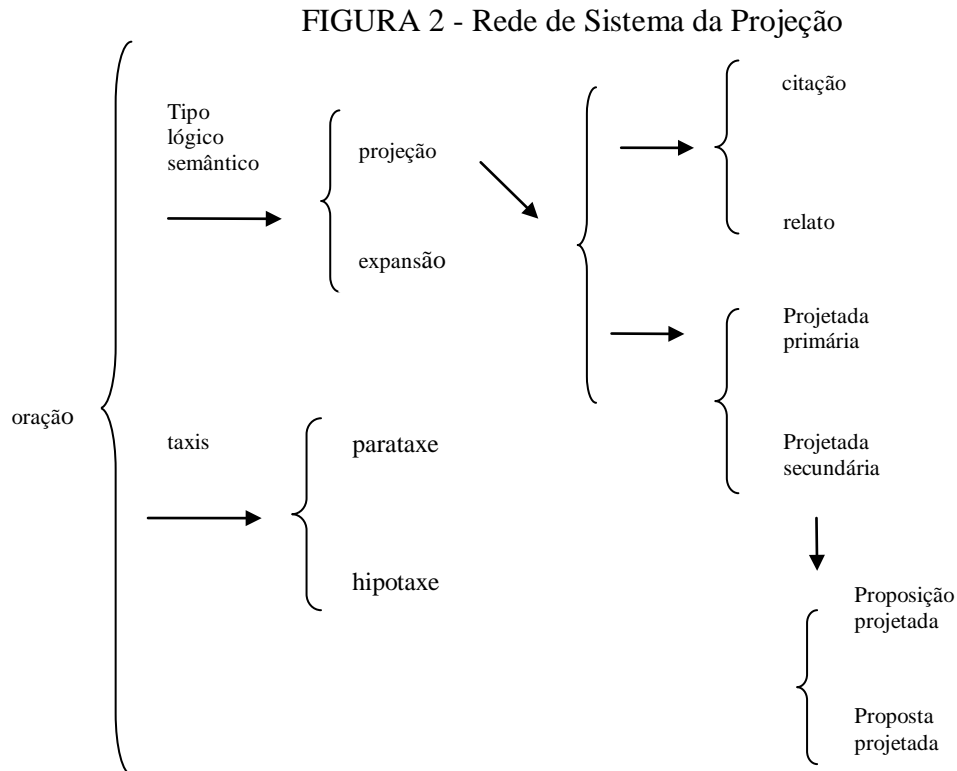 FIGURA 2 - Rede de Sistema da Projeção
citação
Tipo
lógico
semântico
projeção
relato
expansão
Projetada
primária
oração
taxis
parataxe
Projetada
secundária
hipotaxe
Proposição
projetada
Proposta
projetada